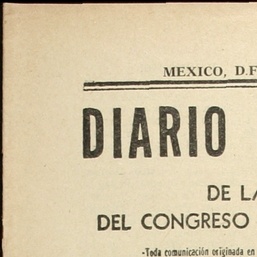 MEXICO, D.F
DIARIO
DE LA
DEL CONGRESO
-Toda comunicación originada en